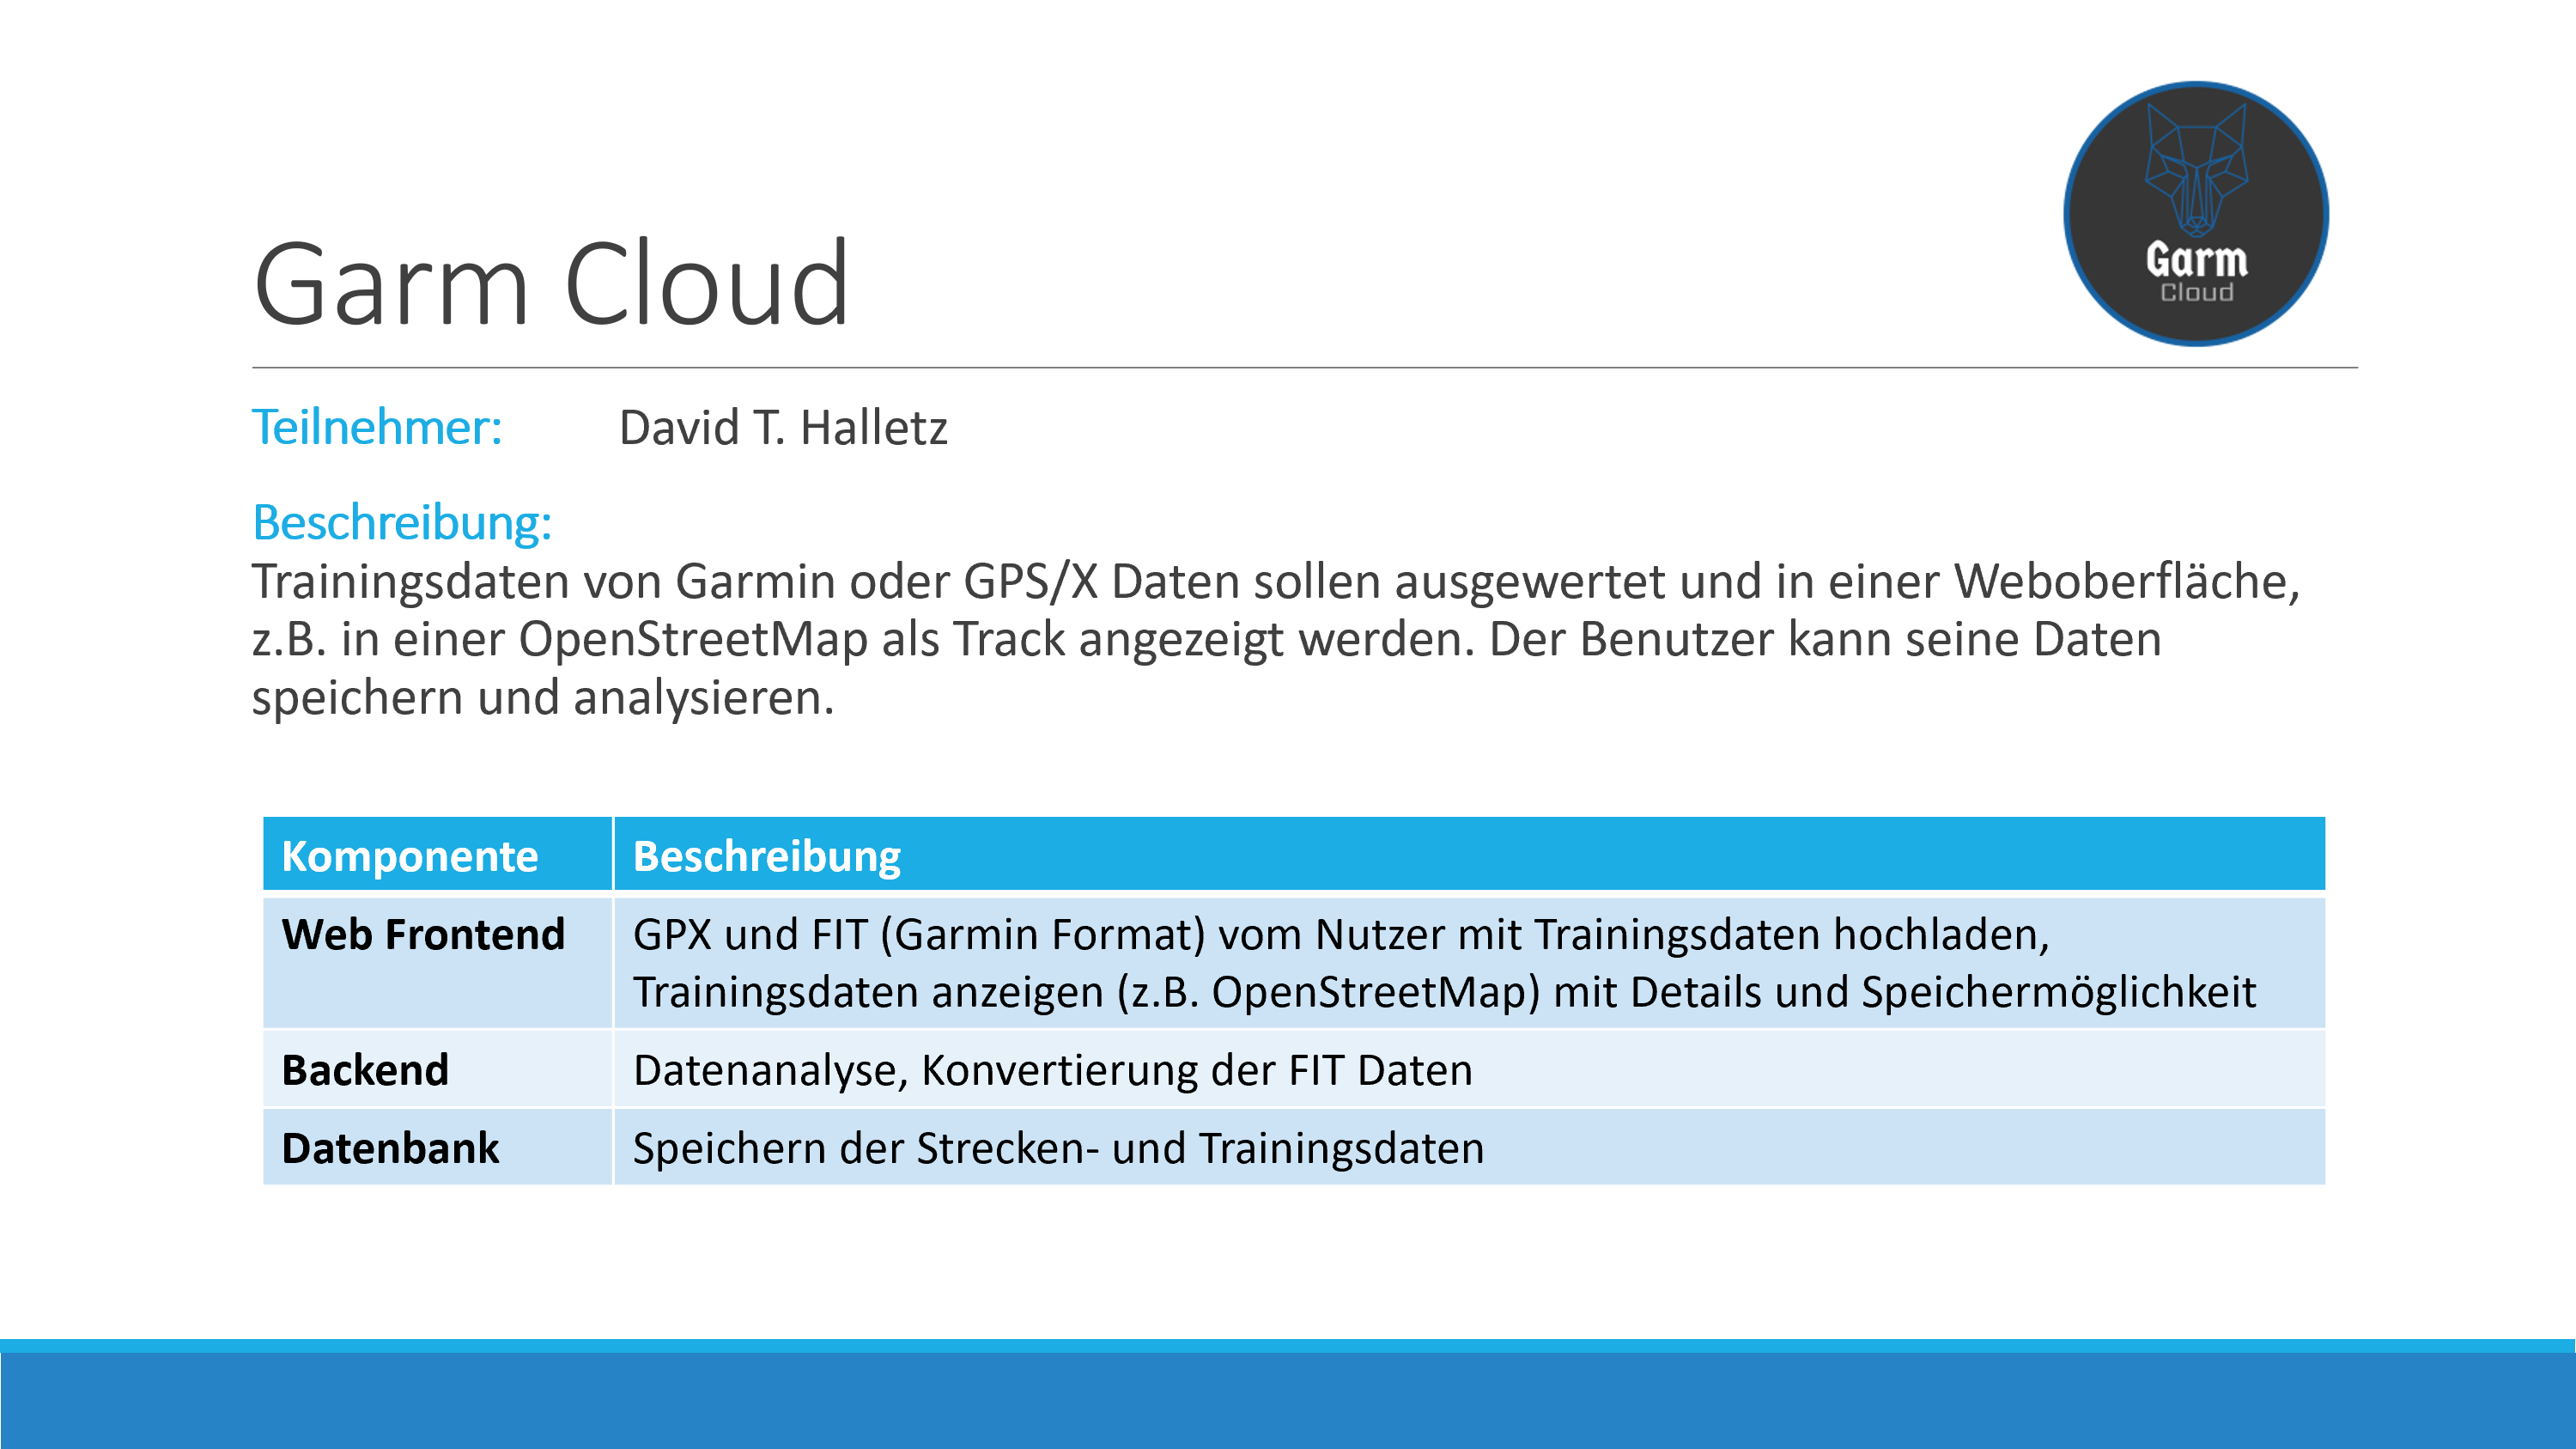 Garm
Cloud
Garm Cloud
Teilnehmer: David T. Halletz
Beschreibung:
Trainingsdaten von Garmin oder GPS/X Daten sollen ausgewertet und in einer Weboberfläche,
z.B. in einer OpenStreetMap als Track angezeigt werden. Der Benutzer kann seine Daten
speichern und analysieren.
Komponente Beschreibung
Web Frontend GPX und FIT (Garmin Format) vom Nutzer mit Trainingsdaten hochladen,
Trainingsdaten anzeigen (z.B. OpenStreetMap) mit Details und Speichermöglichkeit
Backend Datenanalyse, Konvertierung der FIT Daten
Datenbank Speichern der Strecken- und Trainingsdaten